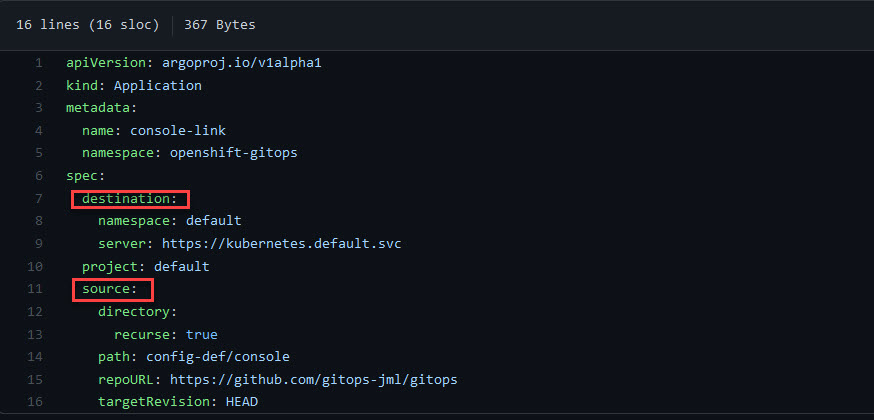 16 lines (16 sloc) 367 Bytes
1 apiVersion: argoproj.io/v1alpha1
2 kind: Application
3 metadata:
4   name: console-link
5   namespace: openshift-gitops
6 spec:
7   destination:
8     namespace: default
9     server: https://kubernetes.default.svc
10   project: default
11   source:
12     directory:
13       recurse: true
14     path: config-def/console
15     repoURL: https://github.com/gitops-jml/gitops
16     targetRevision: HEAD